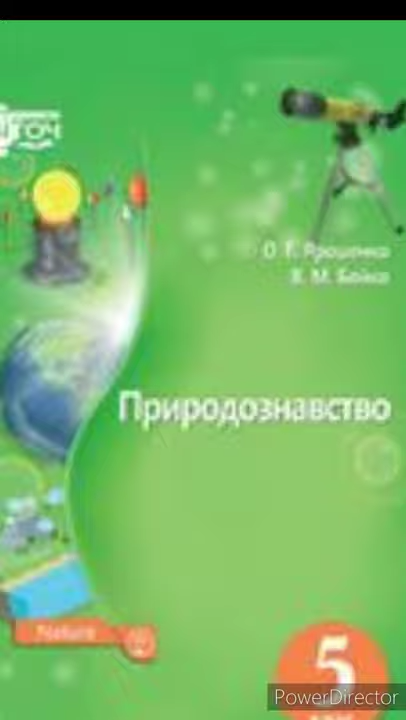 О. Г. Ярошенко
В. М. Бойко
Природознавство
Nature
5
PowerDirector